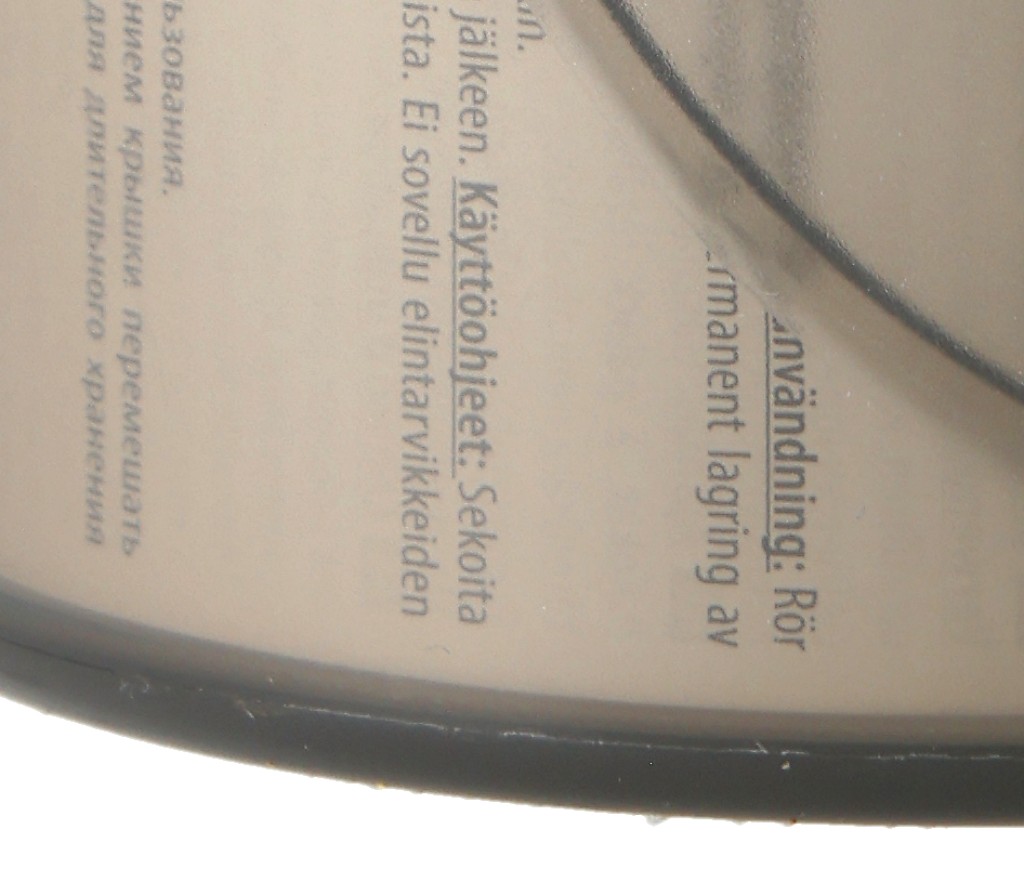 Användning: Rör
permanent lagring av
jälkeen. Käyttöohjeet: Sekoita
ista. Ei sovellu elintarvikkeiden
ьзования.
нием крышки перемешать
для длительного хранения